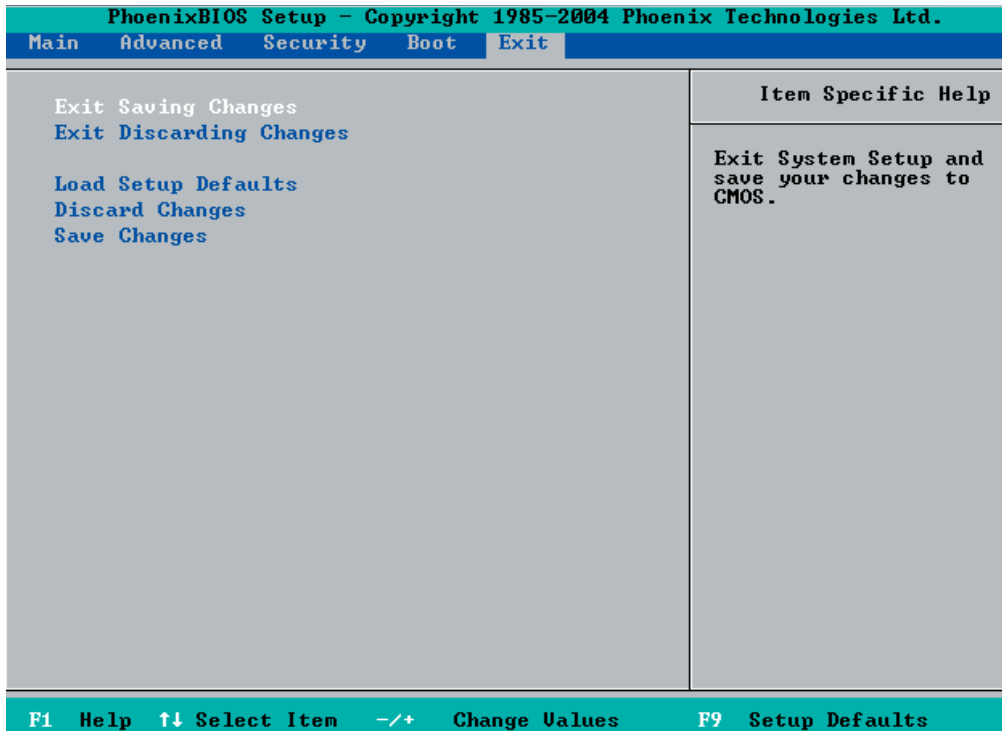 PhoenixBIOS Setup - Copyright 1985-2004 Phoenix Technologies Ltd.
Main Advanced Security Boot Exit
Exit Saving Changes
Exit Discarding Changes
Load Setup Defaults
Discard Changes
Save Changes
Item Specific Help
Exit System Setup and
save your changes to
CMOS.
F1 Help ↑↓ Select Item -/+ Change Values F9 Setup Defaults